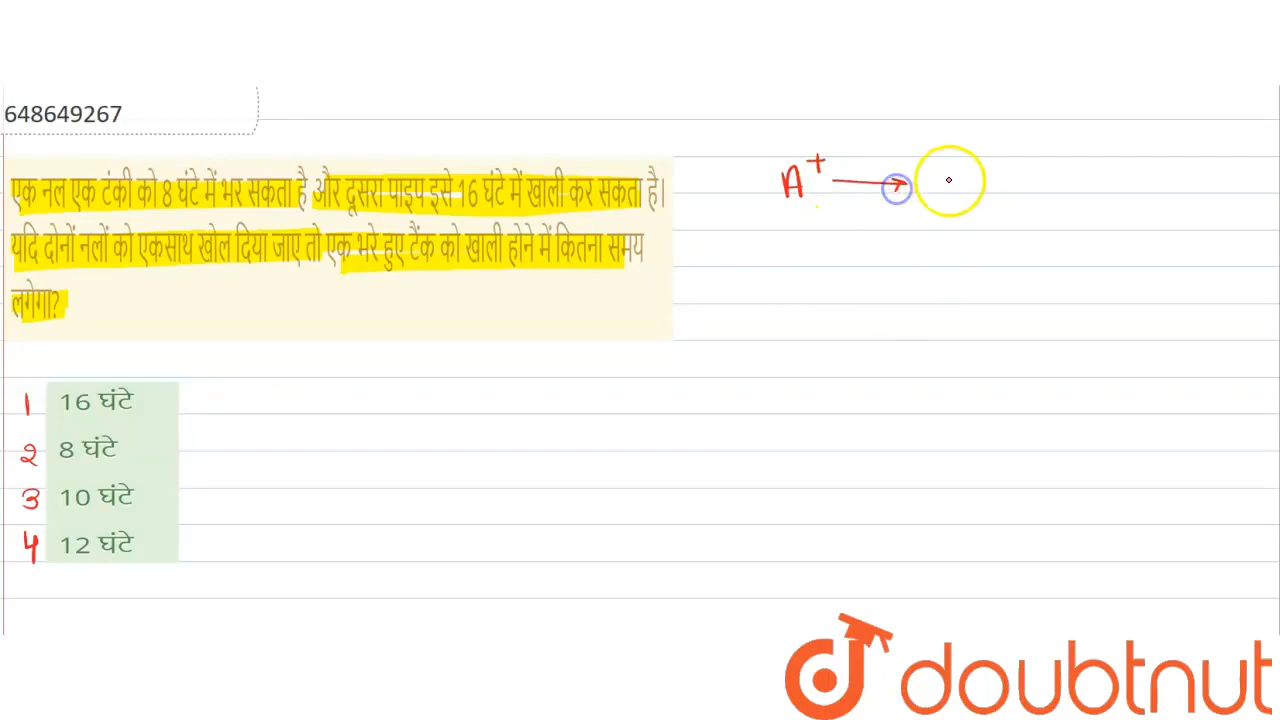 648649267
एक नल एक टंकी को 8 घंटे में भर सकता है और दूसरा पाइप इसे 16 घंटे में खाली कर सकता है।
यदि दोनों नलों को एकसाथ खोल दिया जाए तो एक भरे हुए टैंक को खाली होने में कितना समय
लगेगा?
A+ →
1 16 घंटे
2 8 घंटे
3 10 घंटे
4 12 घंटे
doubtnut